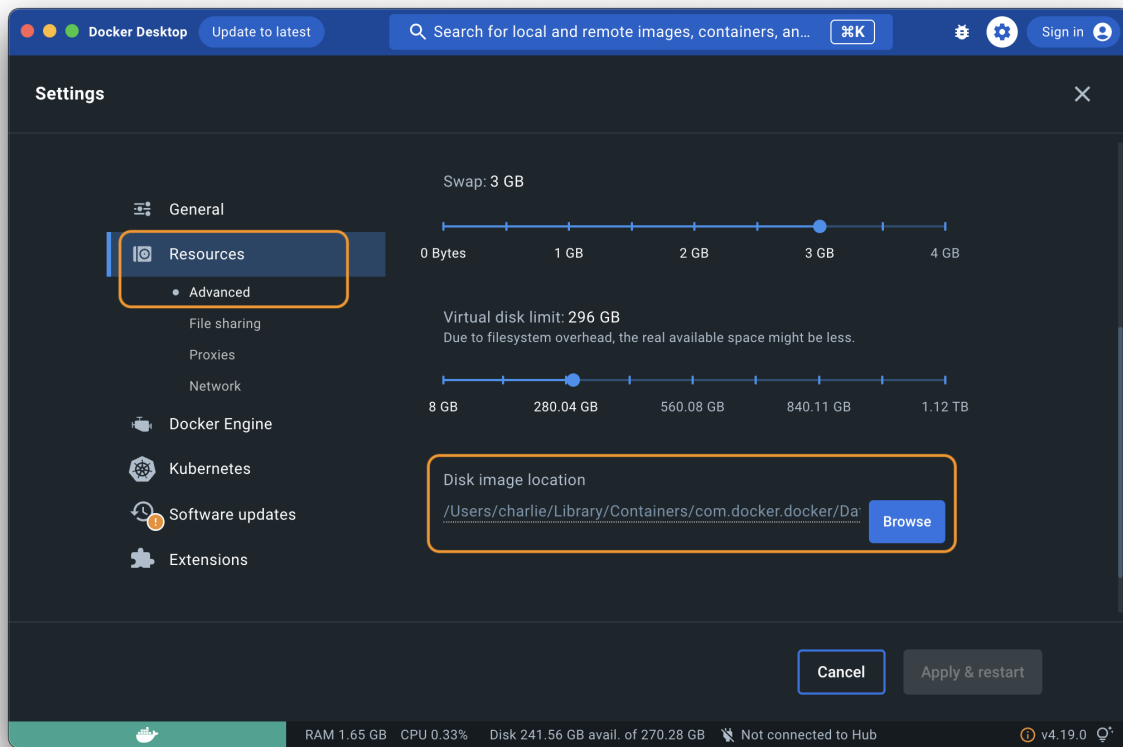 Docker Desktop Update to latest Search for local and remote images, containers, an... ⌘K Sign in
Settings
Swap: 3 GB
0 Bytes 1 GB 2 GB 3 GB 4 GB
General
Resources
Advanced
File sharing
Proxies
Network
Docker Engine
Kubernetes
Software updates
Extensions
Virtual disk limit: 296 GB
Due to filesystem overhead, the real available space might be less.
8 GB 280.04 GB 560.08 GB 840.11 GB 1.12 TB
Disk image location
/Users/charlie/Library/Containers/com.docker.docker/Da
Browse
Cancel Apply & restart
RAM 1.65 GB CPU 0.33% Disk 241.56 GB avail. of 270.28 GB Not connected to Hub v4.19.0